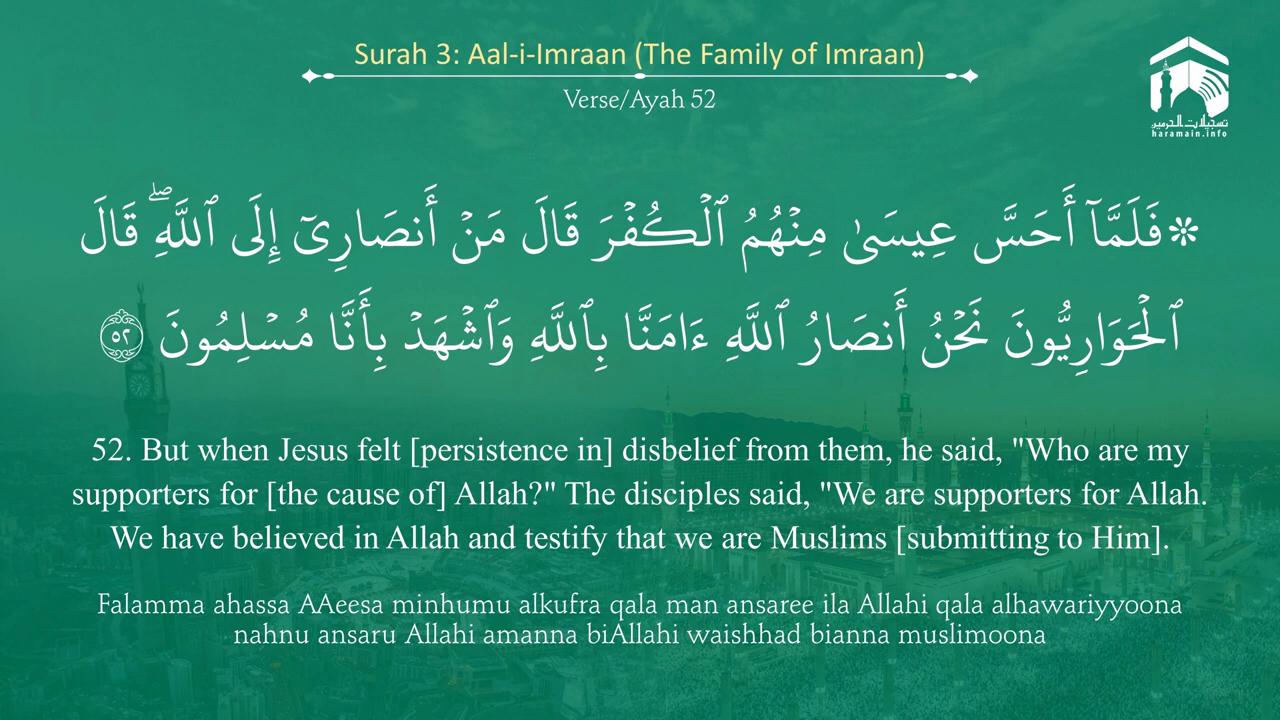 Surah 3: Aal-i-Imraan (The Family of Imraan)
Verse/Ayah 52
تسجيلات الحرمين
haramain.info
۞ فَلَمَّآ أَحَسَّ عِيسَىٰ مِنْهُمُ ٱلْكُفْرَ قَالَ مَنْ أَنصَارِىٓ إِلَى ٱللَّهِ ۖ قَالَ
ٱلْحَوَارِيُّونَ نَحْنُ أَنصَارُ ٱللَّهِ ءَامَنَّا بِٱللَّهِ وَٱشْهَدْ بِأَنَّا مُسْلِمُونَ ٥٢
52. But when Jesus felt [persistence in] disbelief from them, he said, "Who are my
supporters for [the cause of] Allah?" The disciples said, "We are supporters for Allah.
We have believed in Allah and testify that we are Muslims [submitting to Him].
Falamma ahassa AAeesa minhumu alkufra qala man ansaree ila Allahi qala alhawariyyoona
nahnu ansaru Allahi amanna biAllahi waishhad bianna muslimoona